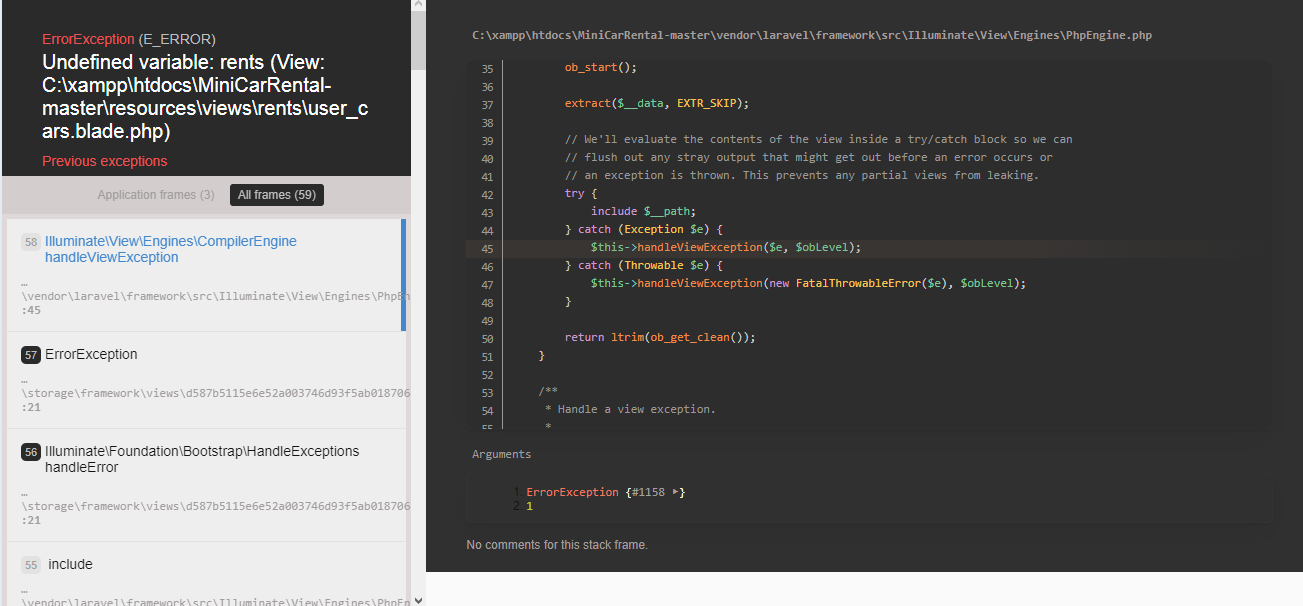 ErrorException (E_ERROR)
Undefined variable: rents (View:
C:\xampp\htdocs\MiniCarRental-
master\resources\views\rents\user_c
ars.blade.php)
Previous exceptions
Application frames (3) All frames (59)
58 Illuminate\View\Engines\CompilerEngine
handleViewException
…
\vendor\laravel\framework\src\Illuminate\View\Engines\PhpEn
:45
57 ErrorException
…
\storage\framework\views\d587b5115e6e52a003746d93f5ab018706
:21
56 Illuminate\Foundation\Bootstrap\HandleExceptions
handleError
…
\storage\framework\views\d587b5115e6e52a003746d93f5ab018706
:21
55 include
…
\vendor\laravel\framework\src\Illuminate\View\Engines\PhpEn
C:\xampp\htdocs\MiniCarRental-master\vendor\laravel\framework\src\Illuminate\View\Engines\PhpEngine.php
35 ob_start();
36
37 extract($__data, EXTR_SKIP);
38
39 // We'll evaluate the contents of the view inside a try/catch block so we can
40 // flush out any stray output that might get out before an error occurs or
41 // an exception is thrown. This prevents any partial views from leaking.
42 try {
43 include $__path;
44 } catch (Exception $e) {
45 $this->handleViewException($e, $obLevel);
46 } catch (Throwable $e) {
47 $this->handleViewException(new FatalThrowableError($e), $obLevel);
48 }
49
50 return ltrim(ob_get_clean());
51 }
52
53 /**
54 * Handle a view exception.
55 *
Arguments
1. ErrorException {#1158 ▶}
2. 1
No comments for this stack frame.